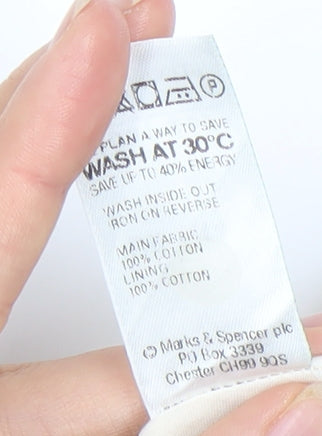 P
PLAN A WAY TO SAVE
WASH AT 30°C
SAVE UP TO 40% ENERGY
WASH INSIDE OUT
IRON ON REVERSE
MAIN FABRIC
100% COTTON
LINING
100% COTTON
© Marks & Spencer plc
PO Box 3339
Chester CH99 9QS